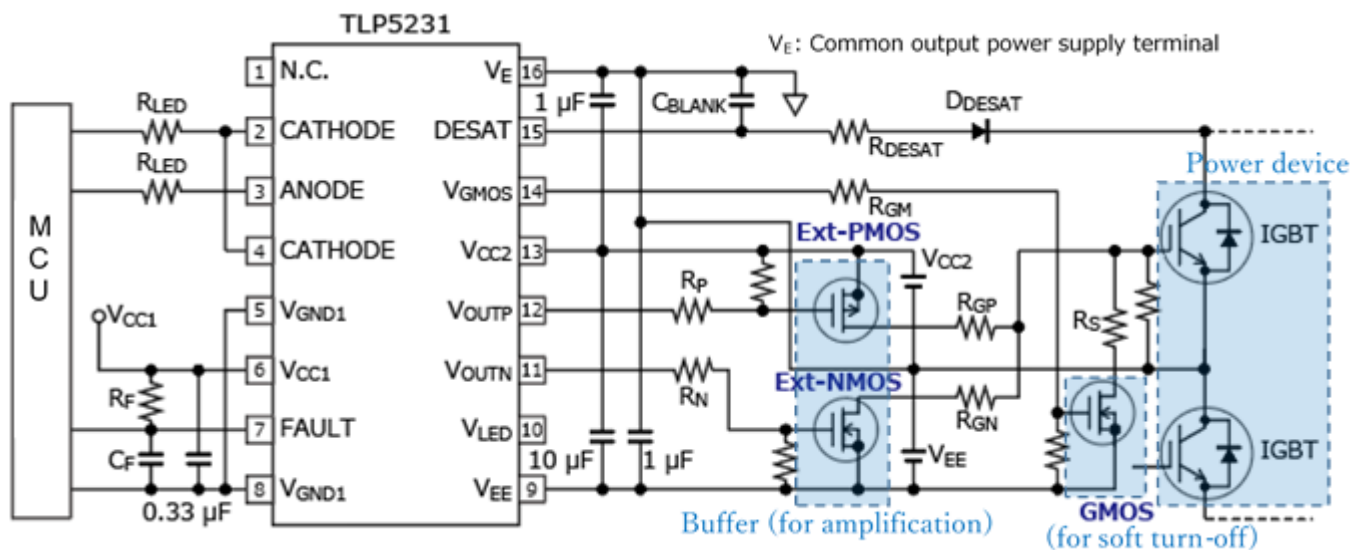 TLP5231
VE: Common output power supply terminal
1 N.C.
VE 16
1 μF
CBLANK
DDESAT
RLED
2 CATHODE
DESAT 15
RDESAT
Power device
RLED
3 ANODE
VGMOS 14
RGM
MCU
Ext-PMOS
IGBT
4 CATHODE
VCC2 13
VCC2
RP
RGP
VCC1
5 VGND1
VOUTP 12
RS
6 VCC1
VOUTN 11
Ext-NMOS
RF
RN
RGN
7 FAULT
VLED 10
CF
10 μF
1 μF
VEE
IGBT
8 VGND1
VEE 9
0.33 μF
GMOS
Buffer (for amplification)
(for soft turn-off)